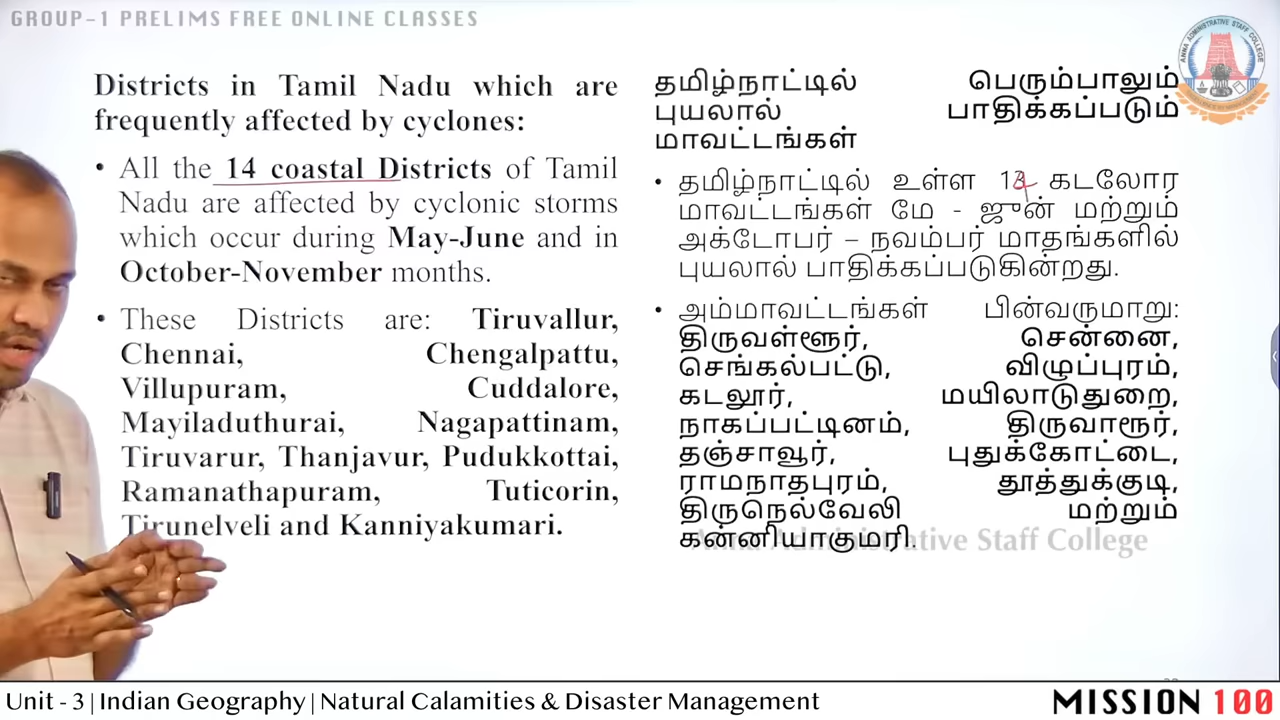 GROUP-1 PRELIMS FREE ONLINE CLASSES
Districts in Tamil Nadu which are
frequently affected by cyclones:
• All the 14 coastal Districts of Tamil
Nadu are affected by cyclonic storms
which occur during May-June and in
October-November months.
• These Districts are: Tiruvallur,
Chennai, Chengalpattu,
Villupuram, Cuddalore,
Mayiladuthurai, Nagapattinam,
Tiruvarur, Thanjavur, Pudukkottai,
Ramanathapuram, Tuticorin,
Tirunelveli and Kanniyakumari.
தமிழ்நாட்டில் பெரும்பாலும்
புயலால் பாதிக்கப்படும்
மாவட்டங்கள்
• தமிழ்நாட்டில் உள்ள கடலோர
மாவட்டங்கள் மே - ஜுன் மற்றும்
அக்டோபர் – நவம்பர் மாதங்களில்
புயலால் பாதிக்கப்படுகின்றது.
• அம்மாவட்டங்கள் பின்வருமாறு:
திருவள்ளூர், சென்னை,
செங்கல்பட்டு, விழுப்புரம்,
கடலூர், மயிலாடுதுறை,
நாகப்பட்டினம், திருவாரூர்,
தஞ்சாவூர், புதுக்கோட்டை,
ராமநாதபுரம், தூத்துக்குடி,
திருநெல்வேலி மற்றும்
கன்னியாகுமரி.
Anna Administrative Staff College
ANNA ADMINISTRATIVE STAFF COLLEGE
Unit - 3 | Indian Geography | Natural Calamities & Disaster Management
MISSION 100